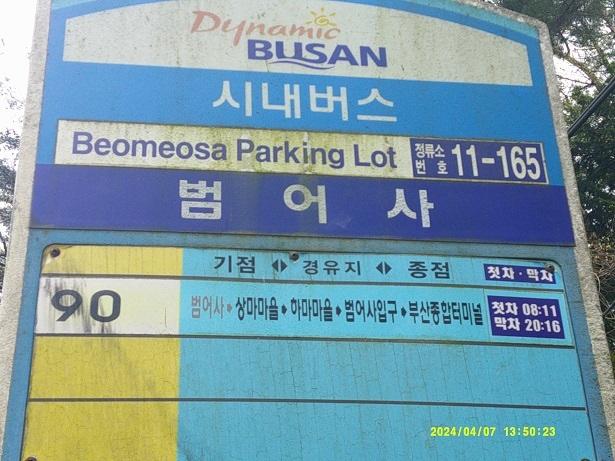 Dynamic
BUSAN
시내버스
Beomeosa Parking Lot 정류소 번호 11-165
범어사
기점 ◀▶ 경유지 ◀▶ 종점 첫차·막차
90 범어사▶상마마을▶하마마을▶범어사입구▶부산종합터미널 첫차 08:11
막차 20:16
2024/04/07 13:50:23